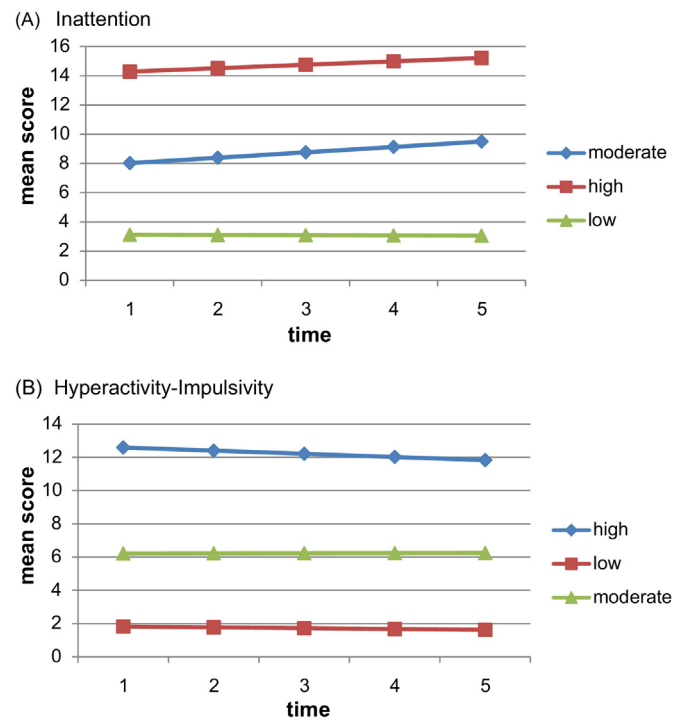 (A) Inattention
16
14
12
10
8
6
4
2
0
mean score
1 2 3 4 5
time
moderate
high
low
(B) Hyperactivity-Impulsivity
14
12
10
8
6
4
2
0
mean score
1 2 3 4 5
time
high
low
moderate